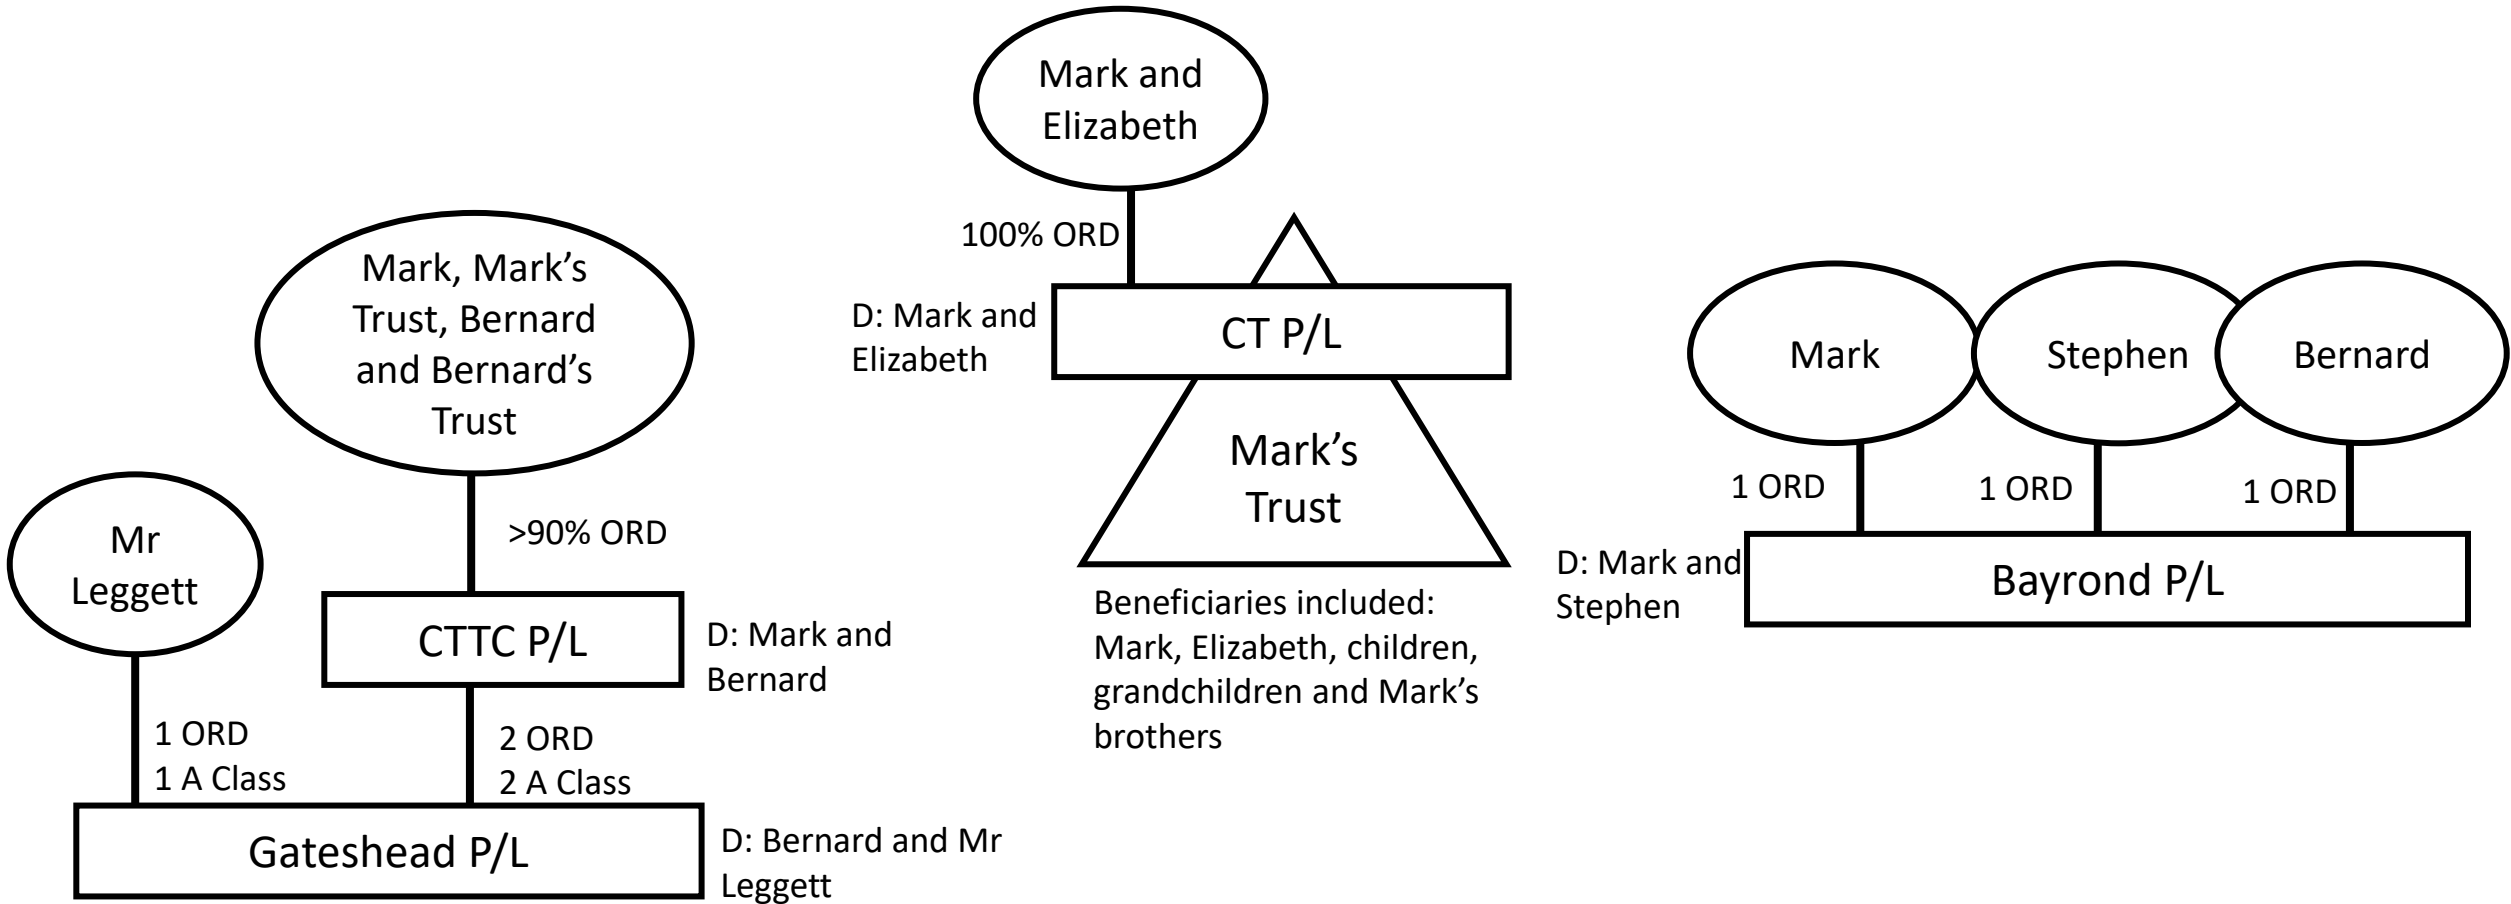 Mark and
Elizabeth
100% ORD
D: Mark and
Elizabeth
CT P/L
Mark’s
Trust
Beneficiaries included:
Mark, Elizabeth, children,
grandchildren and Mark’s
brothers
Mark, Mark’s
Trust, Bernard
and Bernard’s
Trust
>90% ORD
CTTC P/L
D: Mark and
Bernard
Mr
Leggett
1 ORD
1 A Class
2 ORD
2 A Class
Gateshead P/L
D: Bernard and Mr
Leggett
Mark
Stephen
Bernard
1 ORD
1 ORD
1 ORD
D: Mark and
Stephen
Bayrond P/L